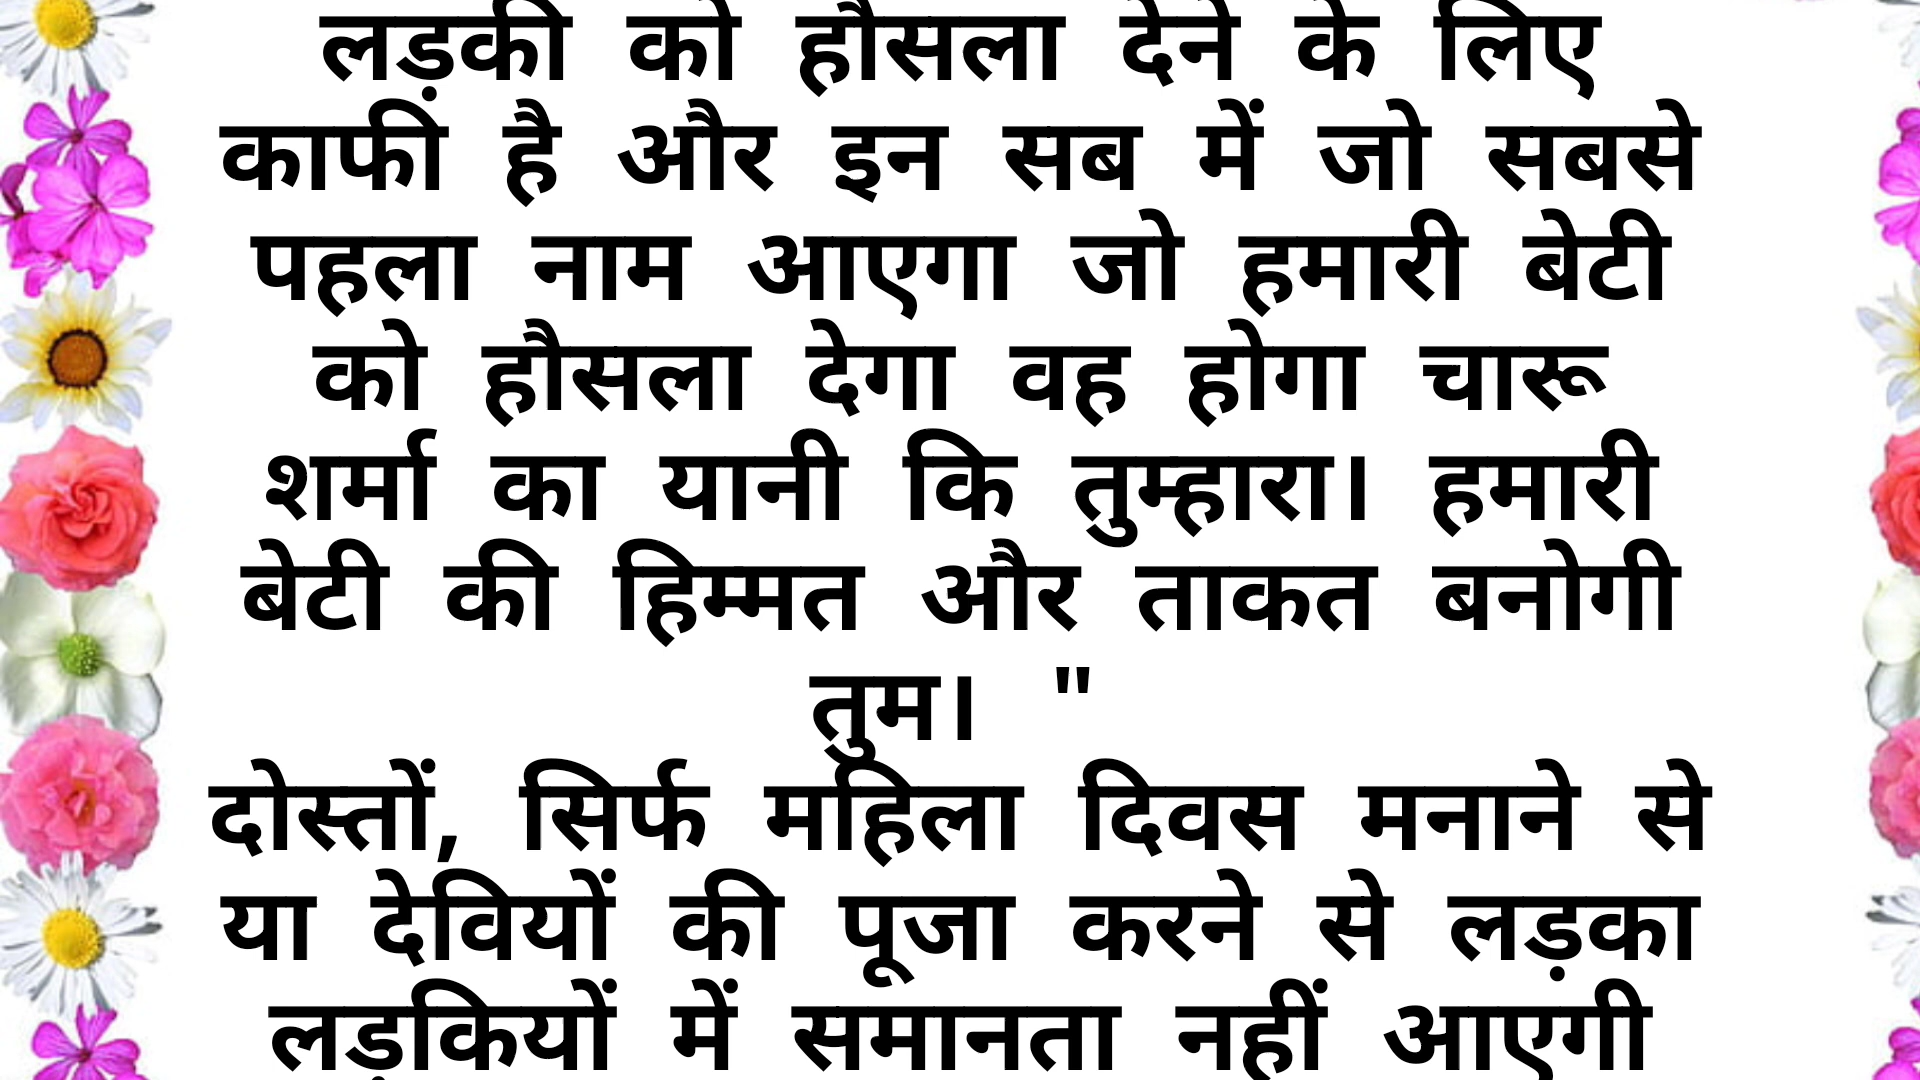 लड़की को हौसला देने के लिए
काफी है और इन सब में जो सबसे
पहला नाम आएगा जो हमारी बेटी
को हौसला देगा वह होगा चारू
शर्मा का यानी कि तुम्हारा। हमारी
बेटी की हिम्मत और ताकत बनोगी
तुम। "
दोस्तों, सिर्फ महिला दिवस मनाने से
या देवियों की पूजा करने से लड़का
लड़कियों में समानता नहीं आएगी